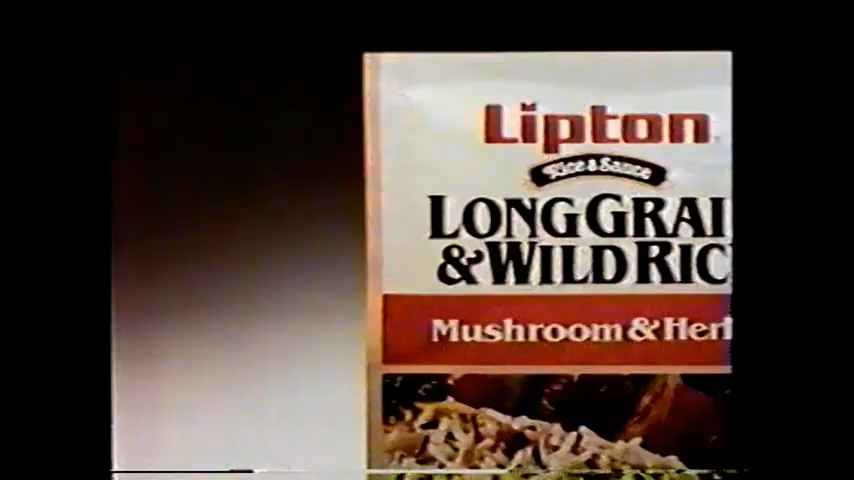 Lipton
Rice & Sauce
LONG GRAI
& WILD RIC
Mushroom & Her